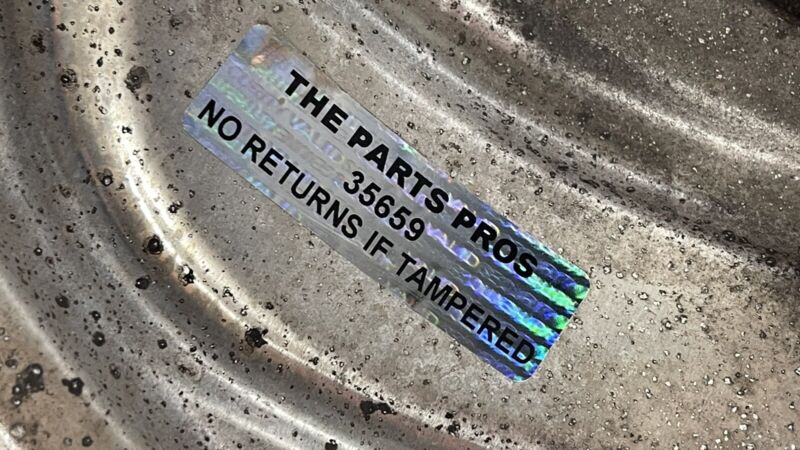 THE PARTS PROS
35659
NO RETURNS IF TAMPERED